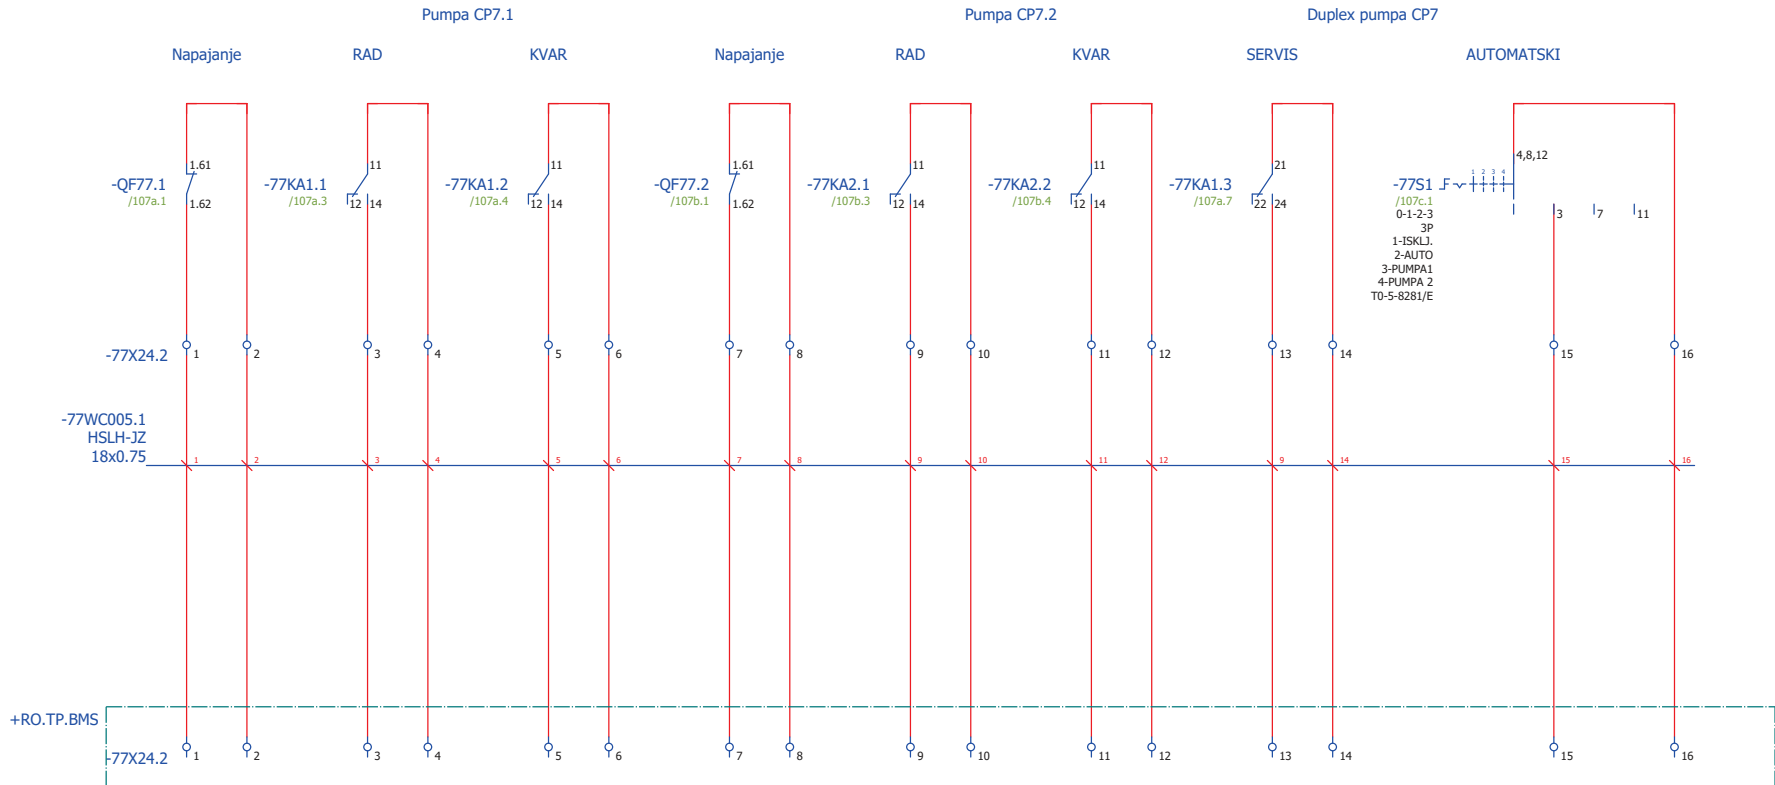 Pumpa CP7.1 Pumpa CP7.2 Duplex pumpa CP7
Napajanje RAD KVAR Napajanje RAD KVAR SERVIS AUTOMATSKI
1.61 11 11 1.61 11 11 21 4,8,12
1 2 3 4
-QF77.1 -77KA1.1 -77KA1.2 -QF77.2 -77KA2.1 -77KA2.2 -77KA1.3 -77S1
/107a.1 /107a.3 /107a.4 /107b.1 /107b.3 /107b.4 /107a.7 /107c.1
1.62 12 14 12 14 1.62 12 14 12 14 22 24
0-1-2-3 3 7 11
3P
1-ISKLJ.
2-AUTO
3-PUMPA1
4-PUMPA 2
T0-5-8281/E
-77X24.2 1 2 3 4 5 6 7 8 9 10 11 12 13 14 15 16
-77WC005.1
HSLH-JZ
18x0.75 1 2 3 4 5 6 7 8 9 10 11 12 9 14 15 16
+RO.TP.BMS
-77X24.2 1 2 3 4 5 6 7 8 9 10 11 12 13 14 15 16